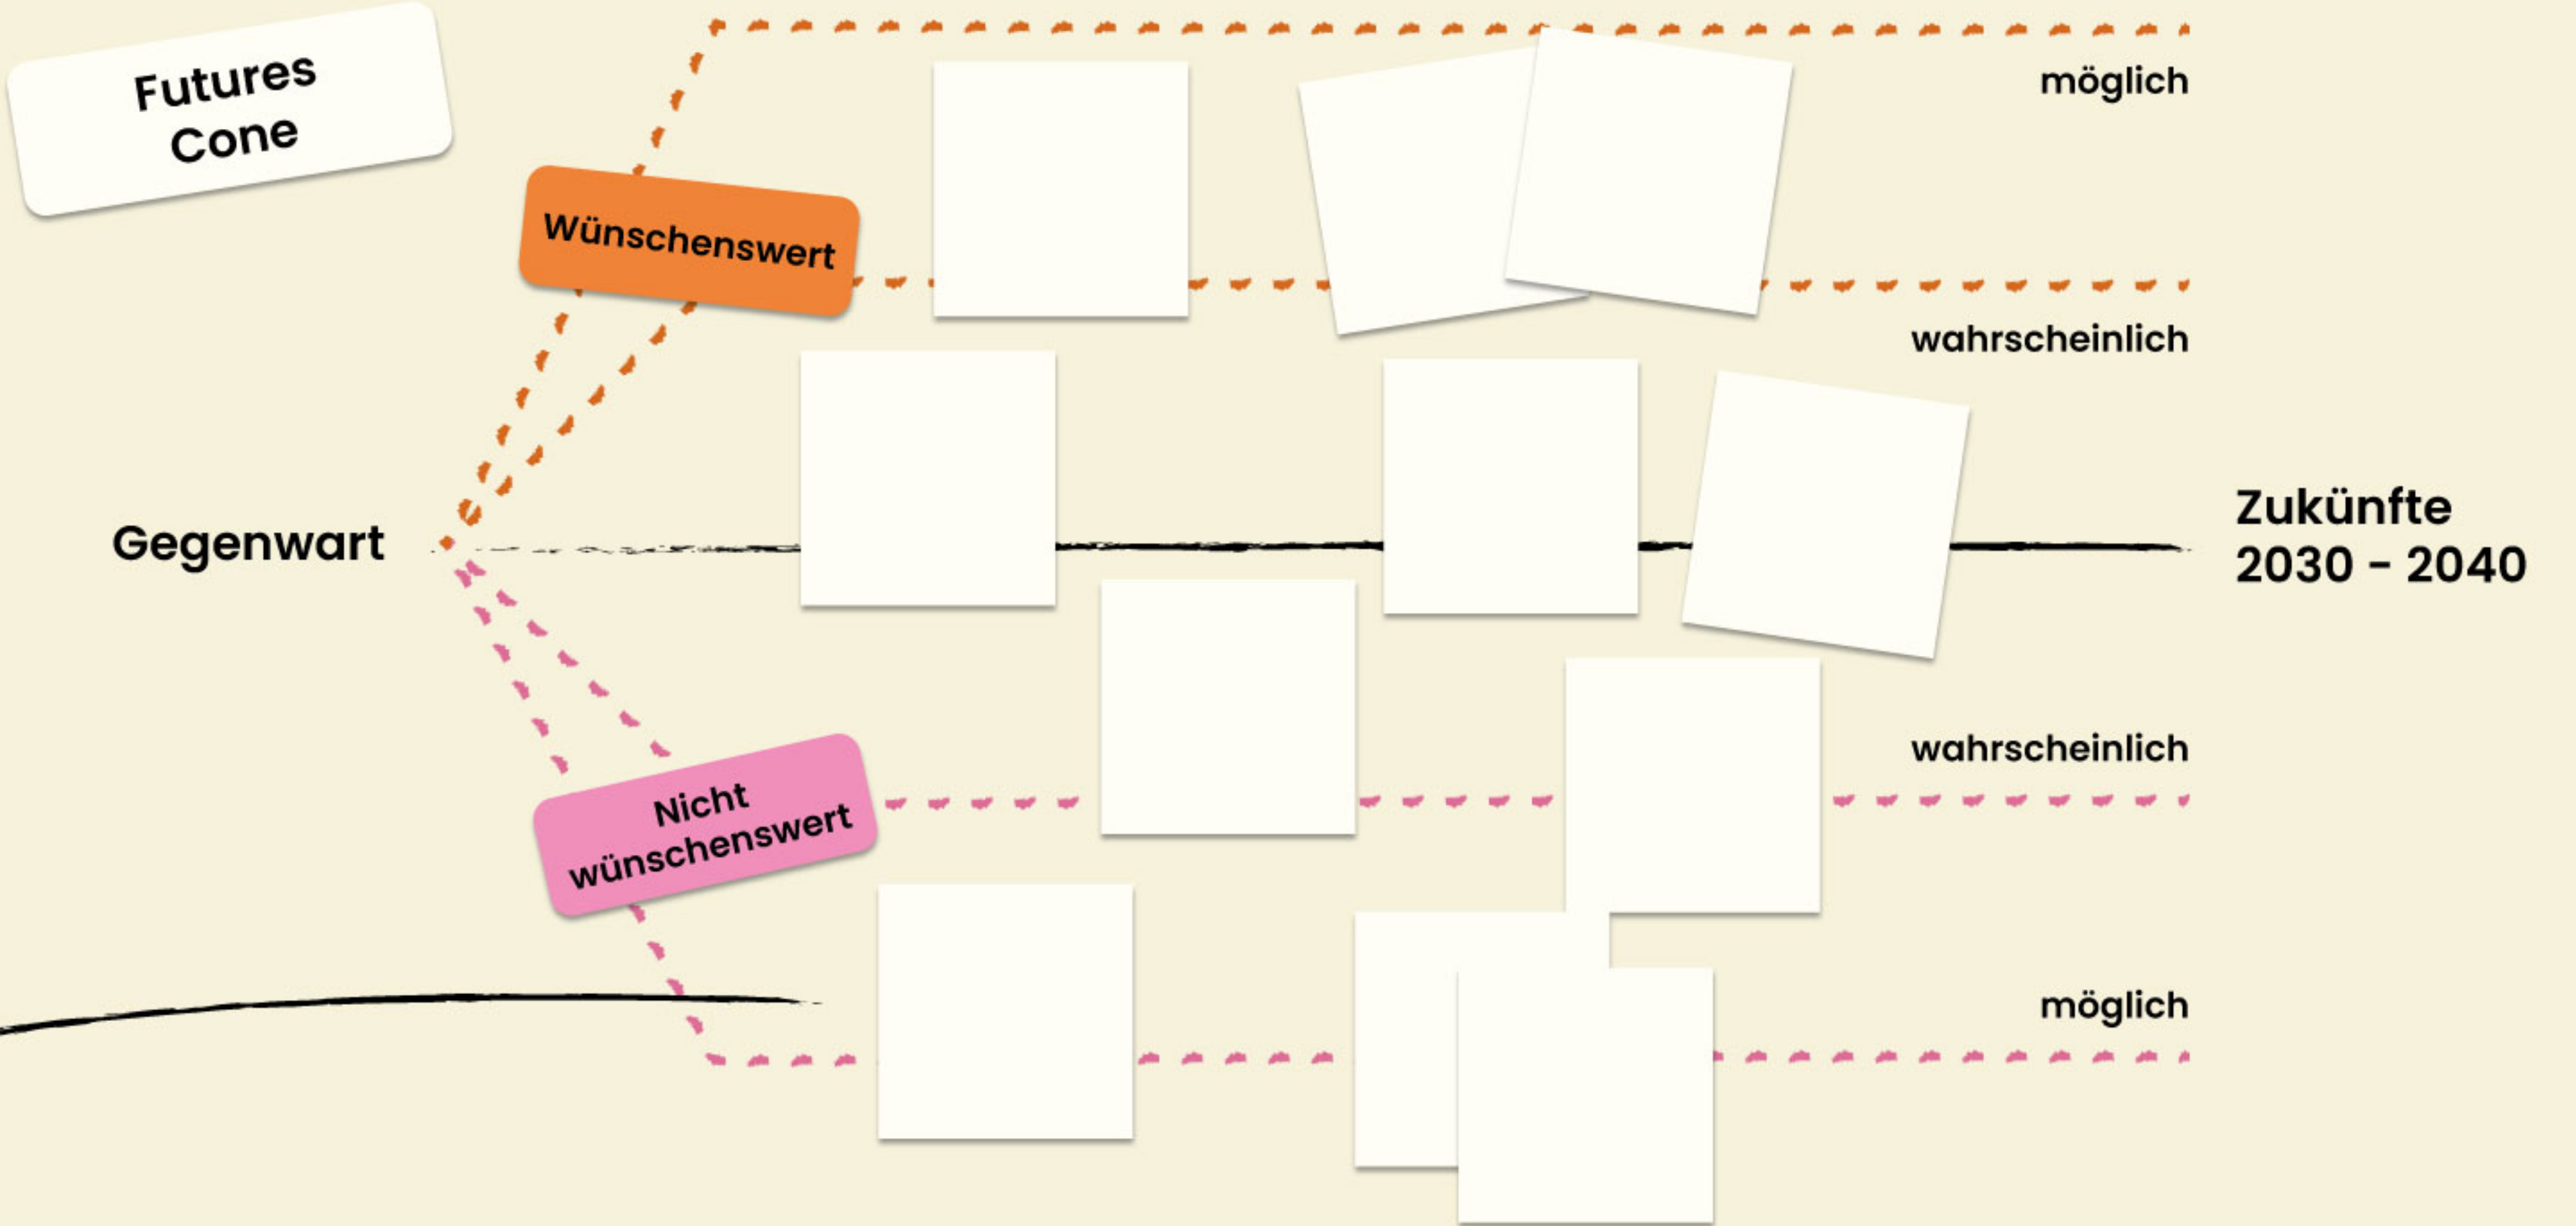 Futures
Cone
möglich
Wünschenswert
wahrscheinlich
Gegenwart
Zukünfte
2030 - 2040
wahrscheinlich
Nicht
wünschenswert
möglich